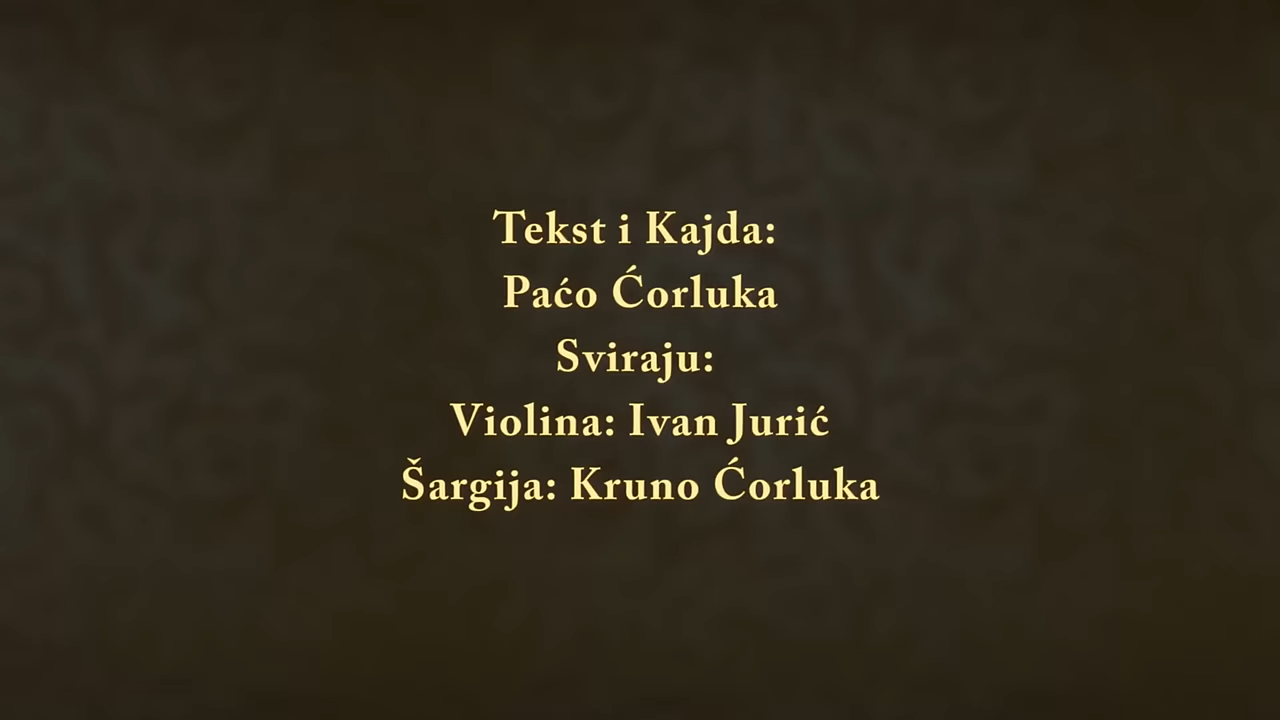 Tekst i Kajda:
Paćo Ćorluka
Sviraju:
Violina: Ivan Jurić
Šargija: Kruno Ćorluka